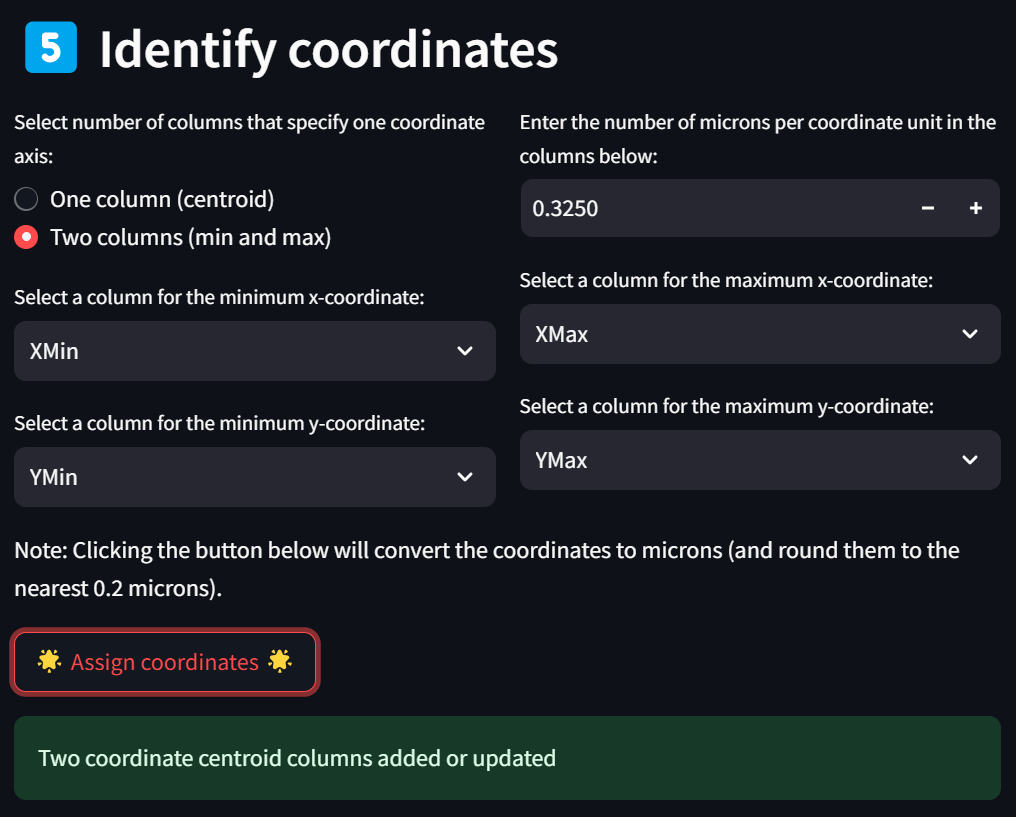 5 Identify coordinates
Select number of columns that specify one coordinate
axis:
One column (centroid)
Two columns (min and max)
Enter the number of microns per coordinate unit in the
columns below:
0.3250 − +
Select a column for the minimum x-coordinate:
XMin
Select a column for the maximum x-coordinate:
XMax
Select a column for the minimum y-coordinate:
YMin
Select a column for the maximum y-coordinate:
YMax
Note: Clicking the button below will convert the coordinates to microns (and round them to the
nearest 0.2 microns).
🌟 Assign coordinates 🌟
Two coordinate centroid columns added or updated